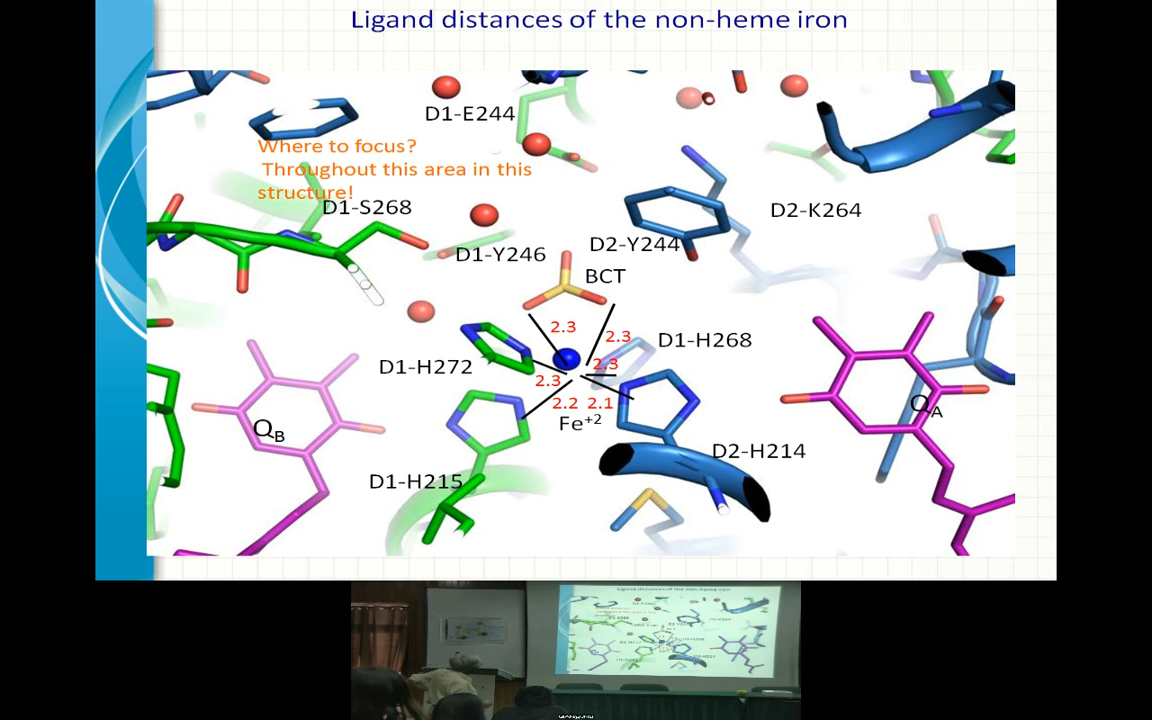 Ligand distances of the non-heme iron
D1-E244
Where to focus?
Throughout this area in this
structure!
D1-S268
D2-K264
D1-Y246
D2-Y244
BCT
2.3
2.3
D1-H268
D1-H272
2.3
2.3
2.2
2.1
Fe+2
QB
QA
D2-H214
D1-H215